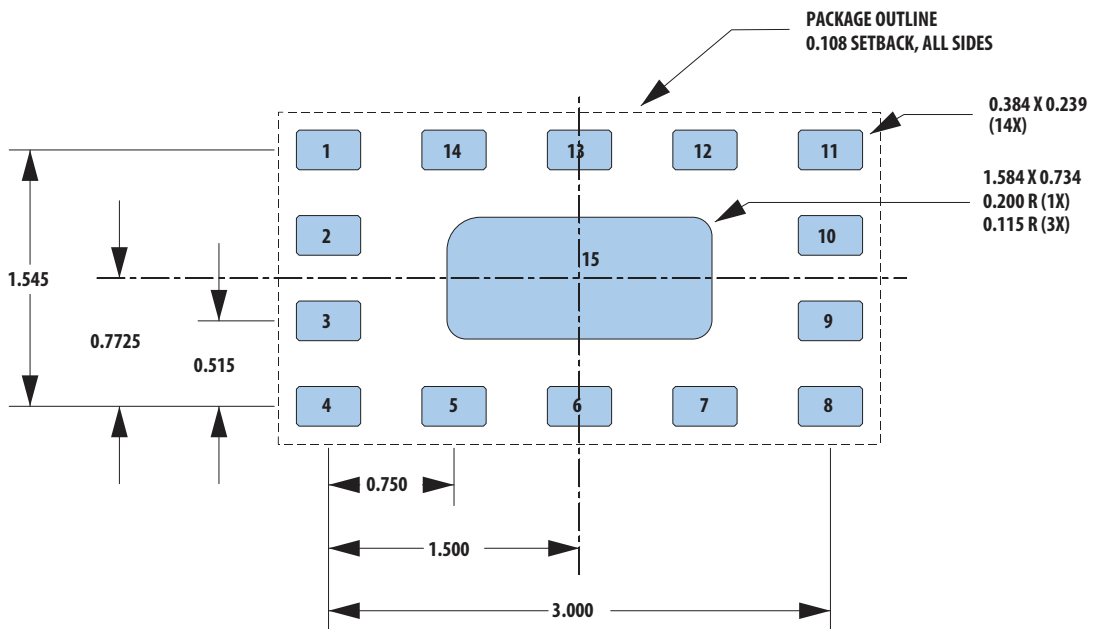 PACKAGE OUTLINE
0.108 SETBACK, ALL SIDES
0.384 X 0.239
(14X)
1 14 13 12 11
1.584 X 0.734
0.200 R (1X)
0.115 R (3X)
2 10
15
1.545
3 9
0.7725
0.515
4 5 6 7 8
0.750
1.500
3.000